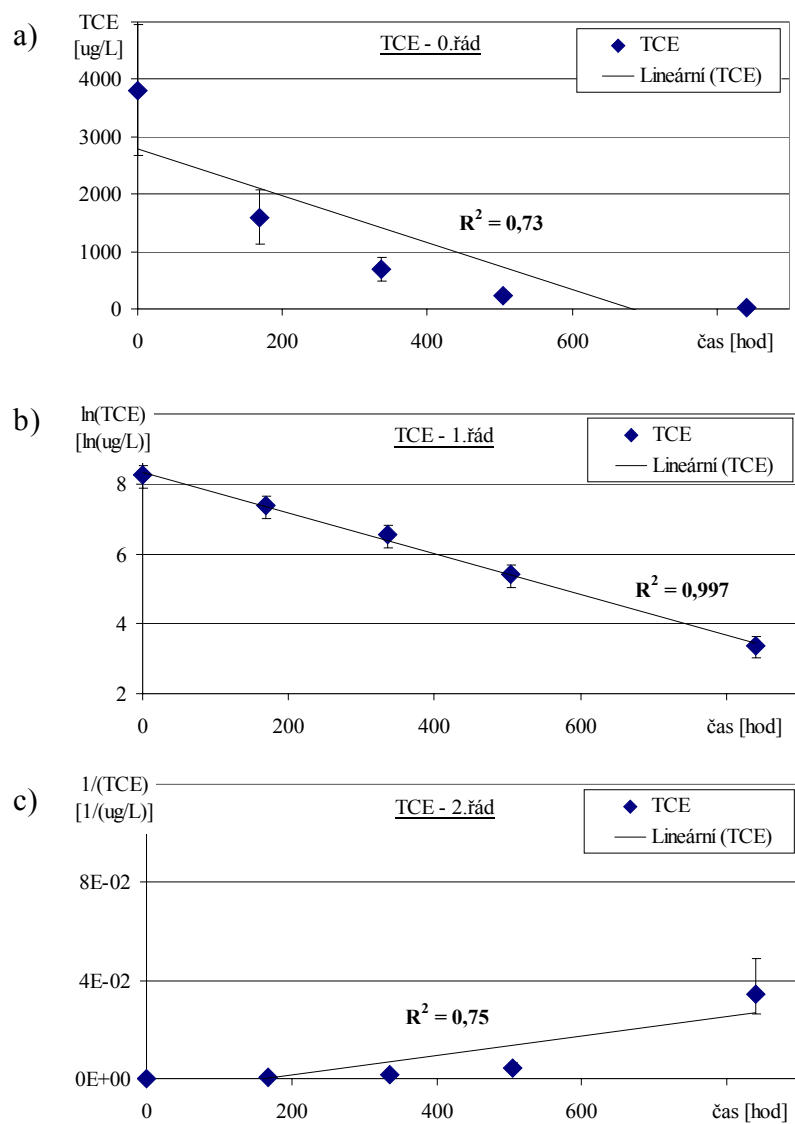 a)
TCE
[ug/L]
TCE - 0.řád
TCE
Lineární (TCE)
4000
3000
2000
1000
0
R² = 0,73
0
200
400
600
čas [hod]
b)
ln(TCE)
[ln(ug/L)]
TCE - 1.řád
TCE
Lineární (TCE)
8
6
4
2
R² = 0,997
0
200
400
600
čas [hod]
c)
1/(TCE)
[1/(ug/L)]
TCE - 2.řád
TCE
Lineární (TCE)
8E-02
4E-02
0E+00
R² = 0,75
0
200
400
600
čas [hod]